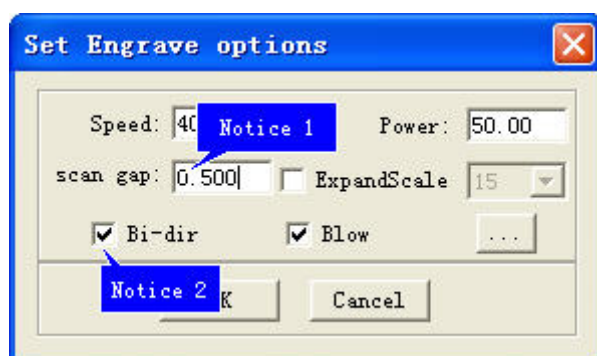 Set Engrave options
Speed: 40 Notice 1 Power: 50.00
scan gap: 0.500 ExpandScale 15
Bi-dir Blow ...
Notice 2 K Cancel